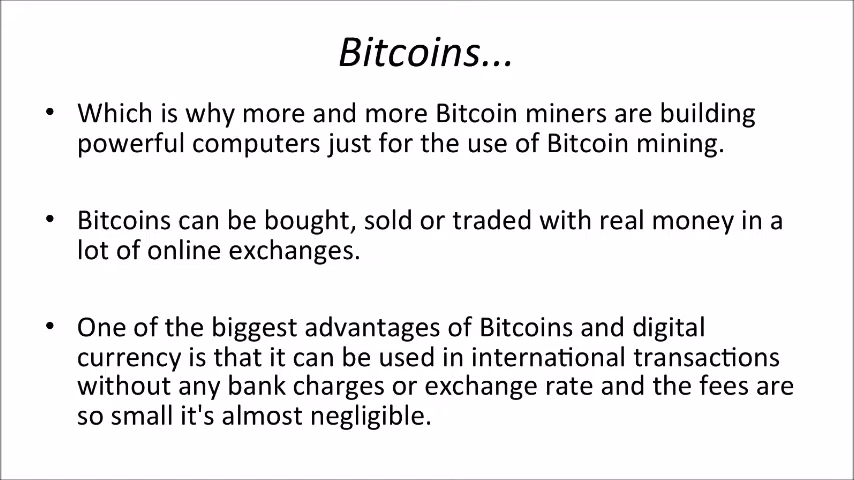 Bitcoins...
• Which is why more and more Bitcoin miners are building
powerful computers just for the use of Bitcoin mining.
• Bitcoins can be bought, sold or traded with real money in a
lot of online exchanges.
• One of the biggest advantages of Bitcoins and digital
currency is that it can be used in international transactions
without any bank charges or exchange rate and the fees are
so small it's almost negligible.